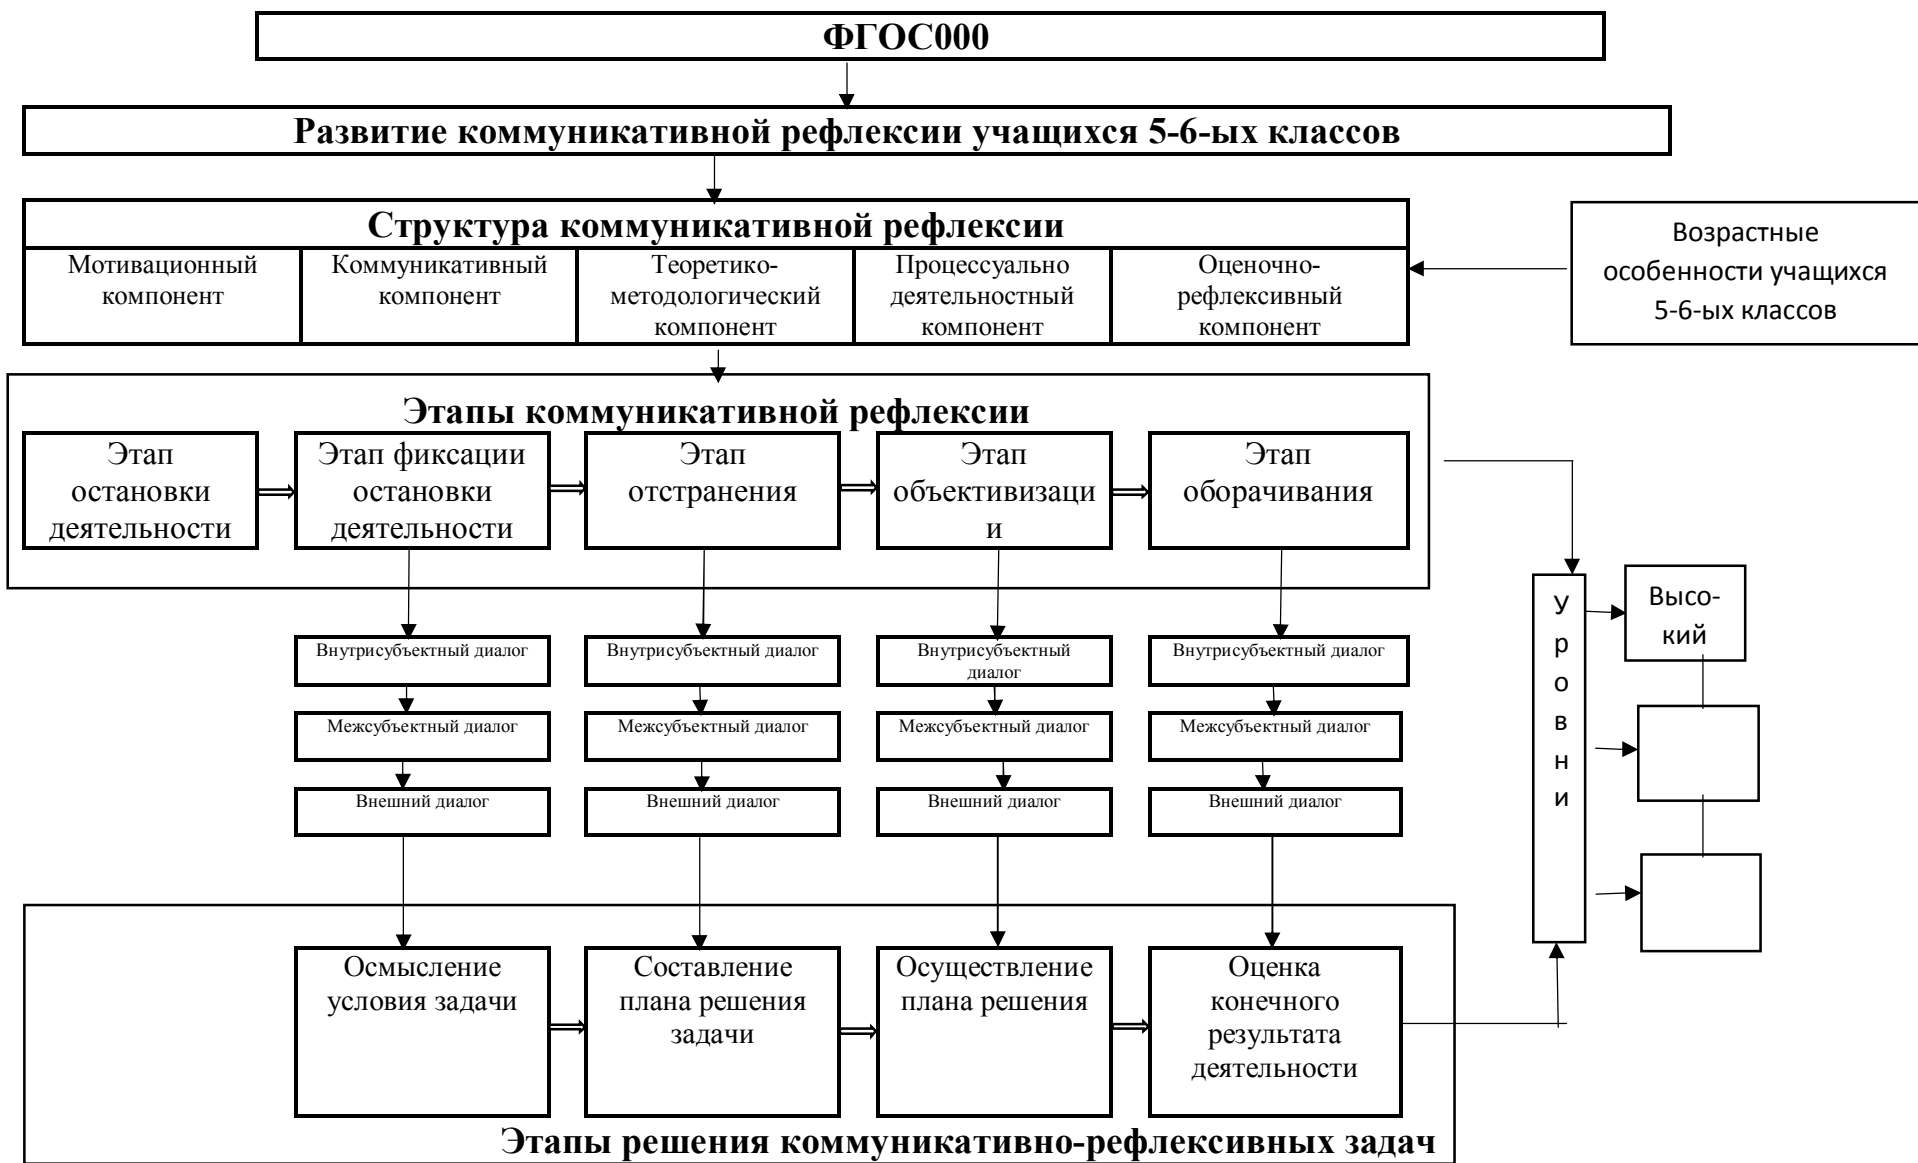 ФГОС000
Развитие коммуникативной рефлексии учащихся 5-6-ых классов
Структура коммуникативной рефлексии
Мотивационный
компонент
Коммуникативный
компонент
Теоретико-
методологический
компонент
Процессуально
деятельностный
компонент
Оценочно-
рефлексивный
компонент
Возрастные
особенности учащихся
5-6-ых классов
Этапы коммуникативной рефлексии
Этап
остановки
деятельности
Этап фиксации
остановки
деятельности
Этап
отстранения
Этап
объективизаци
и
Этап
оборачивания
Внутрисубъектный диалог
Внутрисубъектный диалог
Внутрисубъектный
диалог
Внутрисубъектный диалог
Межсубъектный диалог
Межсубъектный диалог
Межсубъектный диалог
Межсубъектный диалог
Внешний диалог
Внешний диалог
Внешний диалог
Внешний диалог
У
р
о
в
н
и
Высо-
кий
Осмысление
условия задачи
Составление
плана решения
задачи
Осуществление
плана решения
Оценка
конечного
результата
деятельности
Этапы решения коммуникативно-рефлексивных задач